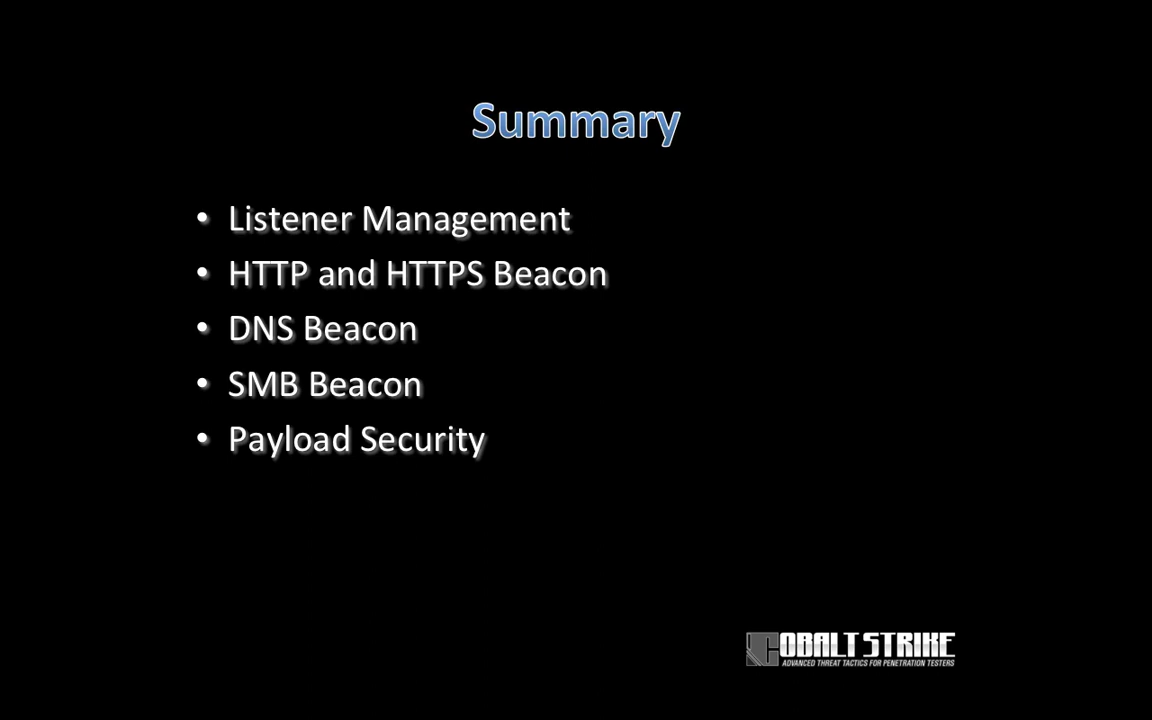 Summary
• Listener Management
• HTTP and HTTPS Beacon
• DNS Beacon
• SMB Beacon
• Payload Security
COBALT STRIKE
ADVANCED THREAT TACTICS FOR PENETRATION TESTERS